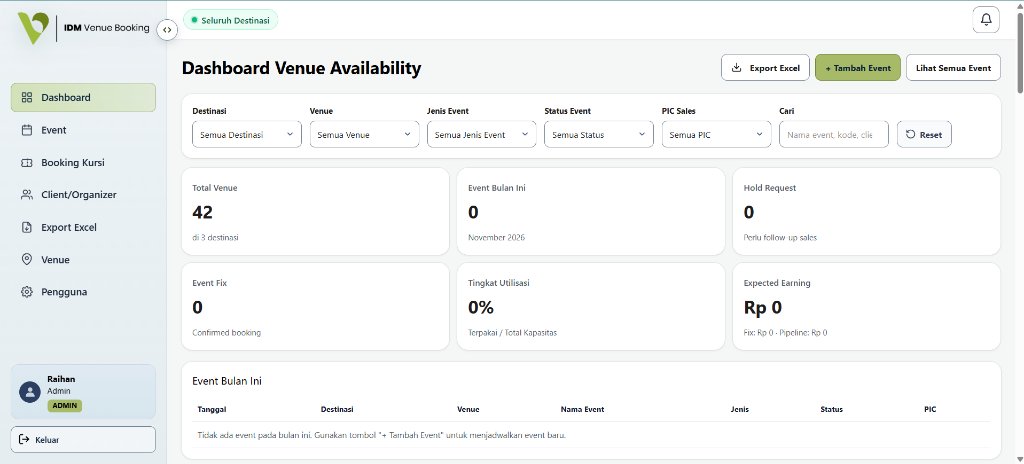 IDM Venue Booking
Seluruh Destinasi
Dashboard Venue Availability
Export Excel
+ Tambah Event
Lihat Semua Event
Dashboard
Event
Booking Kursi
Client/Organizer
Export Excel
Venue
Pengguna
Destinasi
Venue
Jenis Event
Status Event
PIC Sales
Cari
Semua Destinasi
Semua Venue
Semua Jenis Event
Semua Status
Semua PIC
Nama event, kode, clie
Reset
Total Venue
42
di 3 destinasi
Event Bulan Ini
0
November 2026
Hold Request
0
Perlu follow-up sales
Event Fix
0
Confirmed booking
Tingkat Utilisasi
0%
Terpakai / Total Kapasitas
Expected Earning
Rp 0
Fix: Rp 0 · Pipeline: Rp 0
Event Bulan Ini
Tanggal Destinasi Venue Nama Event Jenis Status PIC
Tidak ada event pada bulan ini. Gunakan tombol "+ Tambah Event" untuk menjadwalkan event baru.
Raihan
Admin
ADMIN
Keluar